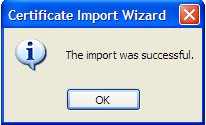 Certificate Import Wizard
The import was successful.
OK